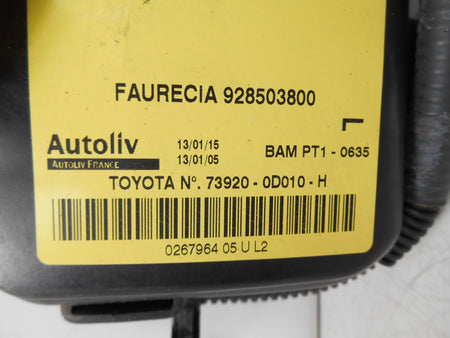 FAURECIA 928503800
Autoliv 13/01/15 BAM PT1 - 0635
AUTOLIV FRANCE 13/01/05
TOYOTA N°. 73920 - 0D010 - H
0267964 05 U L2